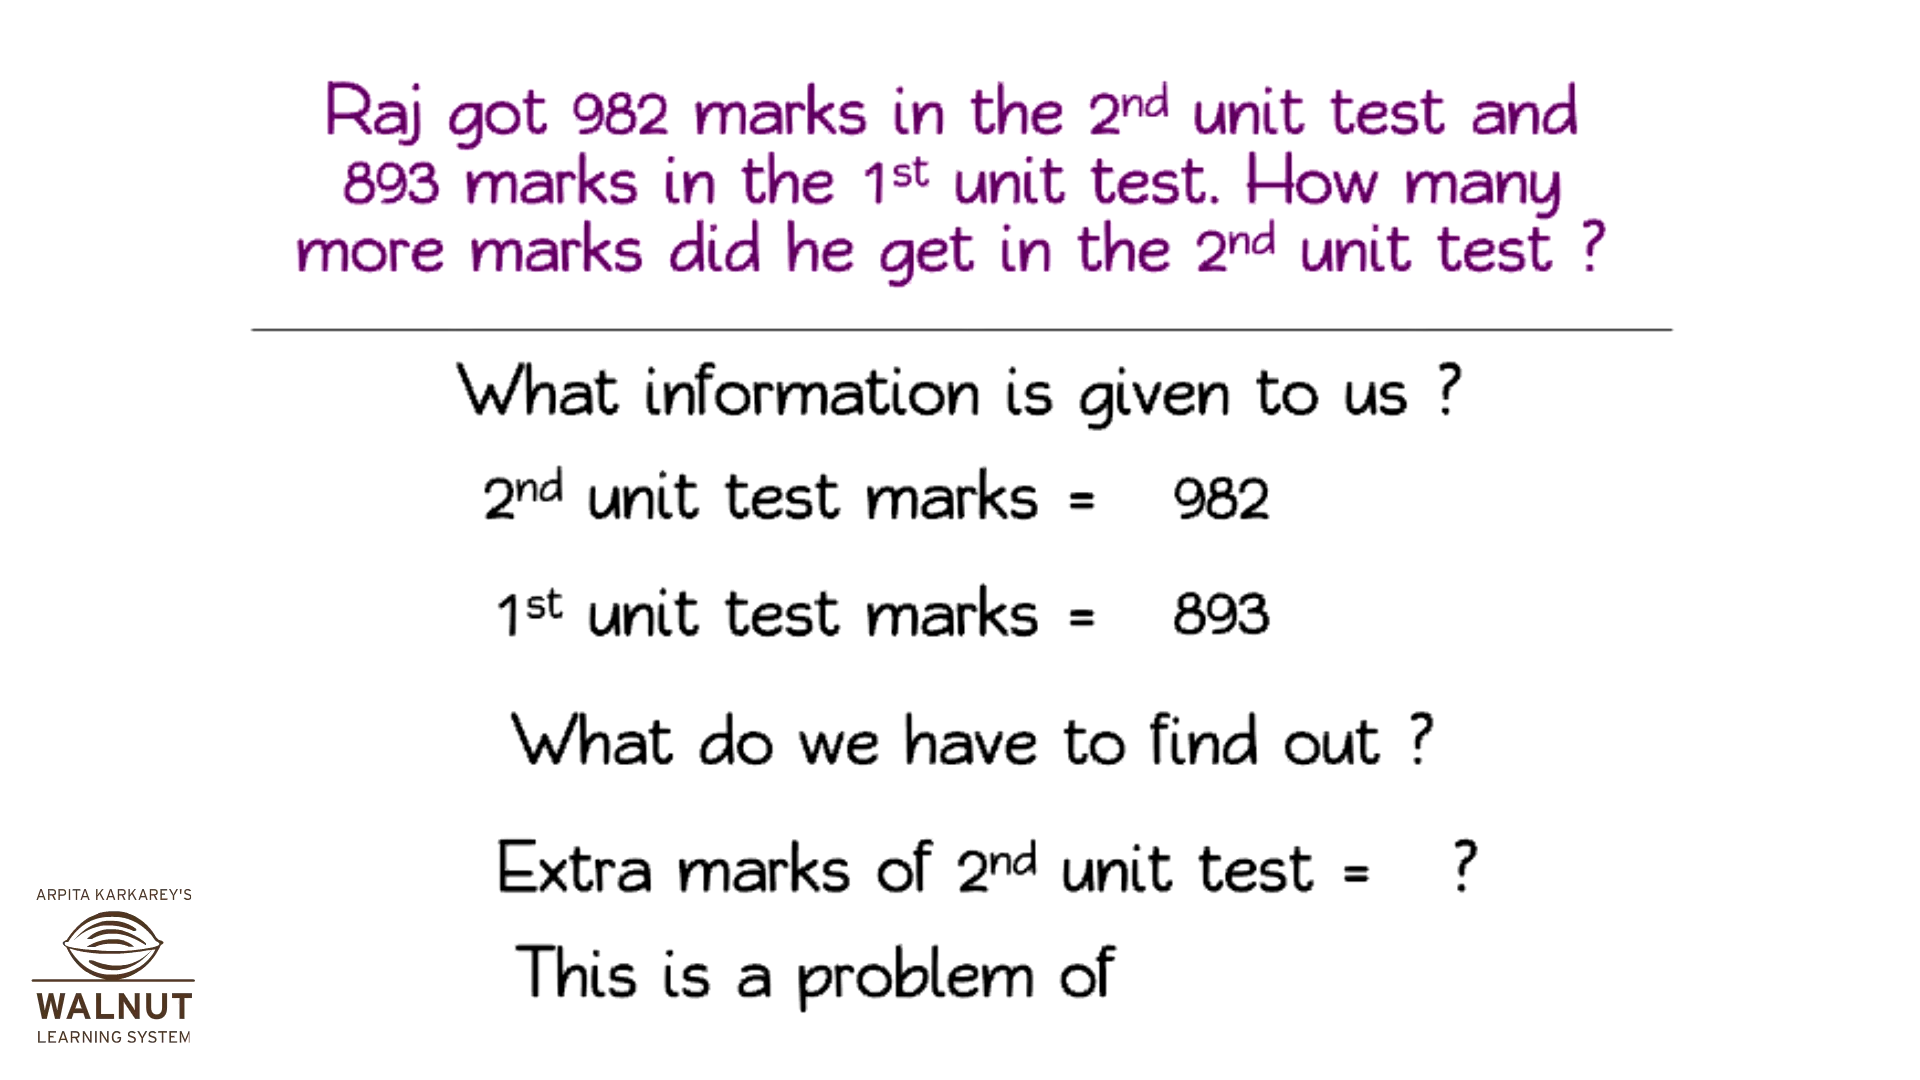 Raj got 982 marks in the 2nd unit test and
893 marks in the 1st unit test. How many
more marks did he get in the 2nd unit test ?
What information is given to us ?
2nd unit test marks = 982
1st unit test marks = 893
What do we have to find out ?
Extra marks of 2nd unit test = ?
This is a problem of
ARPITA KARKAREY'S
WALNUT
LEARNING SYSTEM